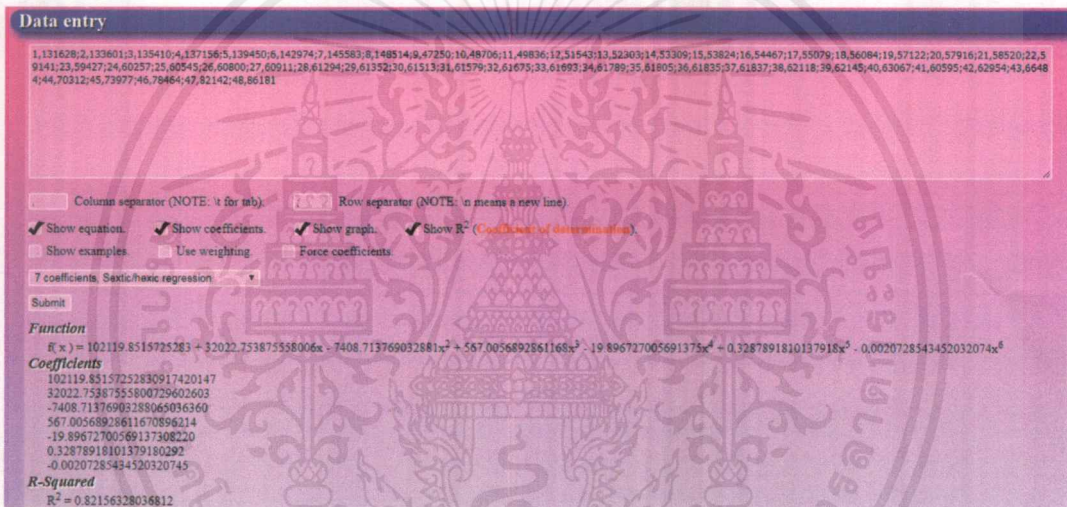 Data entry
1,131628;2,133601;3,135410;4,137156;5,139450;6,142974;7,145583;8,148514;9,47250;10,48706;11,49836;12,51543;13,52303;14,53309;15,53824;16,54467;17,55079;18,56084;19,57122;20,57916;21,58520;22,5
9141;23,59427;24,60257;25,60545;26,60800;27,60911;28,61294;29,61352;30,61513;31,61579;32,61675;33,61693;34,61789;35,61805;36,61835;37,61837;38,62118;39,62145;40,63067;41,60595;42,62954;43,6648
4;44,70312;45,73977;46,78464;47,82142;48,86181
Column separator (NOTE: \t for tab). Row separator (NOTE: \n means a new line).
Show equation. Show coefficients. Show graph. Show R2 (Coefficient of determination).
Show examples. Use weighting. Force coefficients.
7 coefficients, Sextic/hexic regression
Submit
Function
f( x ) = 102119.8515725283 + 32022.753875558006x - 7408.713769032881x2 + 567.0056892861168x3 - 19.896727005691375x4 + 0.3287891810137918x5 - 0.0020728543452032074x6
Coefficients
102119.85157252830917420147
32022.75387555800729602603
-7408.71376903288065036360
567.00568928611670896214
-19.89672700569137308220
0.32878918101379180292
-0.00207285434520320745
R-Squared
R2 = 0.82156328036812